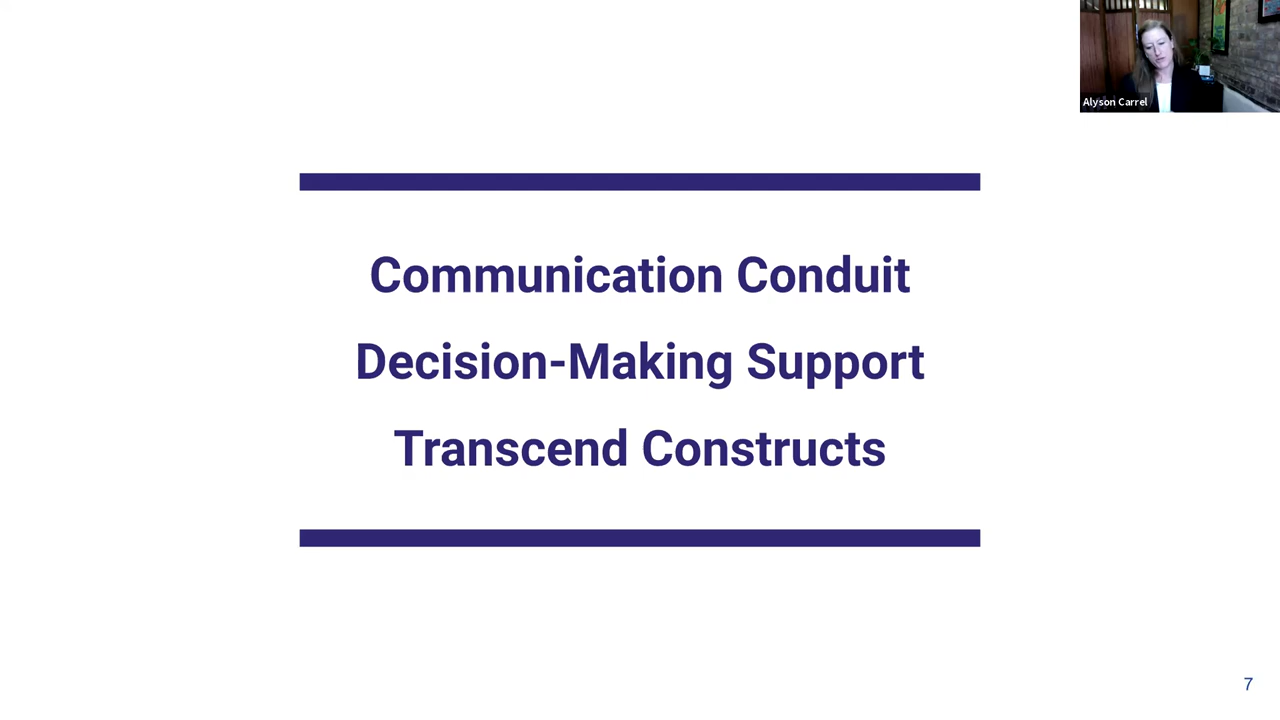 Alyson Carrel
Communication Conduit
Decision-Making Support
Transcend Constructs
7